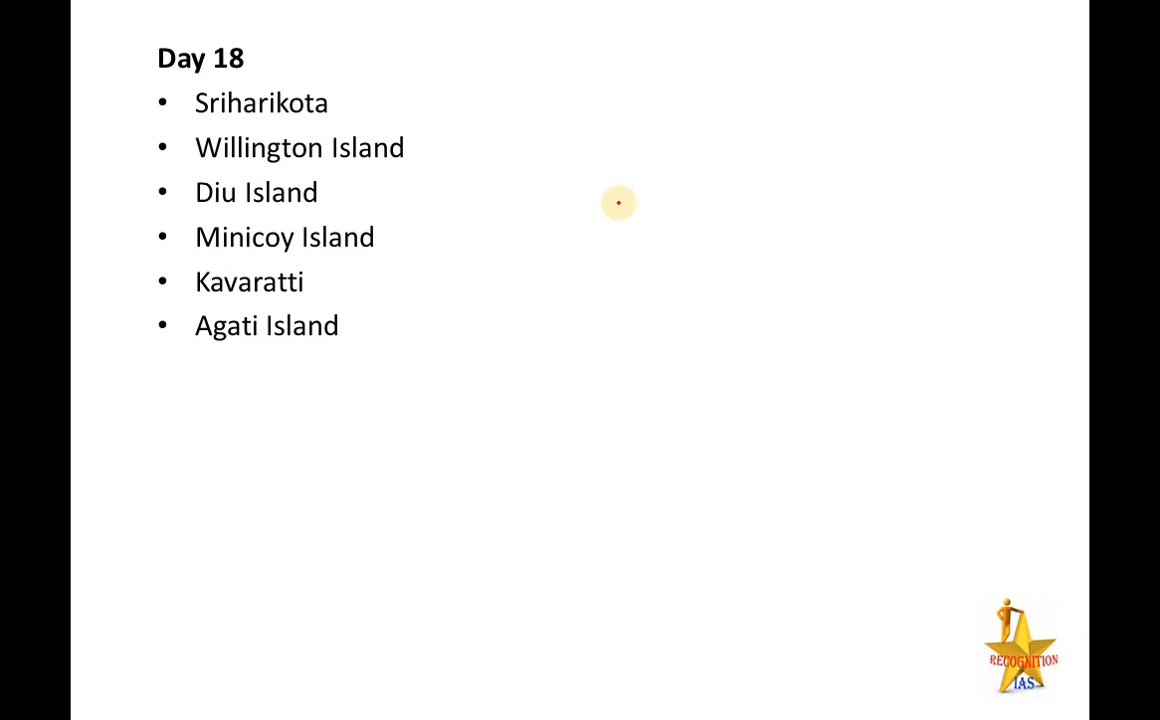 Day 18
• Sriharikota
• Willington Island
• Diu Island
• Minicoy Island
• Kavaratti
• Agati Island
RECOGNITION
IAS